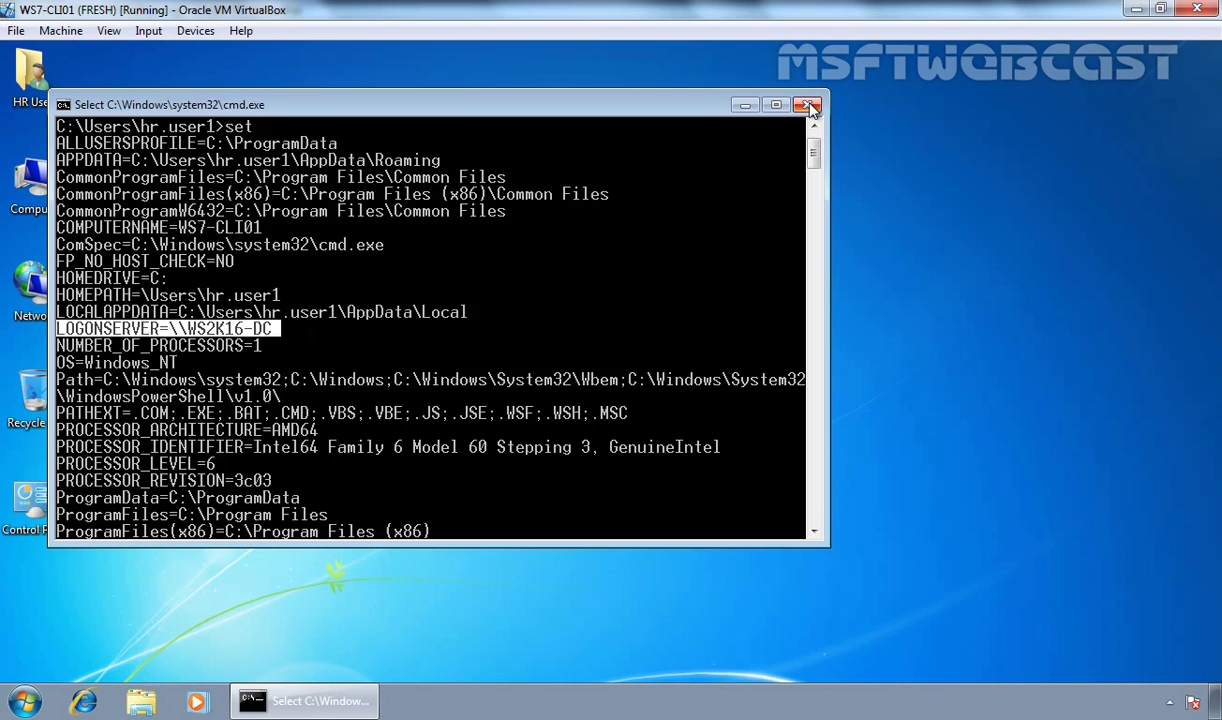 WS7-CLI01 (FRESH) [Running] - Oracle VM VirtualBox
File Machine View Input Devices Help
MSFTWEBCAST
HR Use
Compu
Netwo
Recycle
Control P
Select C:\Windows\system32\cmd.exe
C:\Users\hr.user1>set
ALLUSERSPROFILE=C:\ProgramData
APPDATA=C:\Users\hr.user1\AppData\Roaming
CommonProgramFiles=C:\Program Files\Common Files
CommonProgramFiles(x86)=C:\Program Files (x86)\Common Files
CommonProgramW6432=C:\Program Files\Common Files
COMPUTERNAME=WS7-CLI01
ComSpec=C:\Windows\system32\cmd.exe
FP_NO_HOST_CHECK=NO
HOMEDRIVE=C:
HOMEPATH=\Users\hr.user1
LOCALAPPDATA=C:\Users\hr.user1\AppData\Local
LOGONSERVER=\\WS2K16-DC
NUMBER_OF_PROCESSORS=1
OS=Windows_NT
Path=C:\Windows\system32;C:\Windows;C:\Windows\System32\Wbem;C:\Windows\System32
\WindowsPowerShell\v1.0\
PATHEXT=.COM;.EXE;.BAT;.CMD;.VBS;.VBE;.JS;.JSE;.WSF;.WSH;.MSC
PROCESSOR_ARCHITECTURE=AMD64
PROCESSOR_IDENTIFIER=Intel64 Family 6 Model 60 Stepping 3, GenuineIntel
PROCESSOR_LEVEL=6
PROCESSOR_REVISION=3c03
ProgramData=C:\ProgramData
ProgramFiles=C:\Program Files
ProgramFiles(x86)=C:\Program Files (x86)
Select C:\Window...